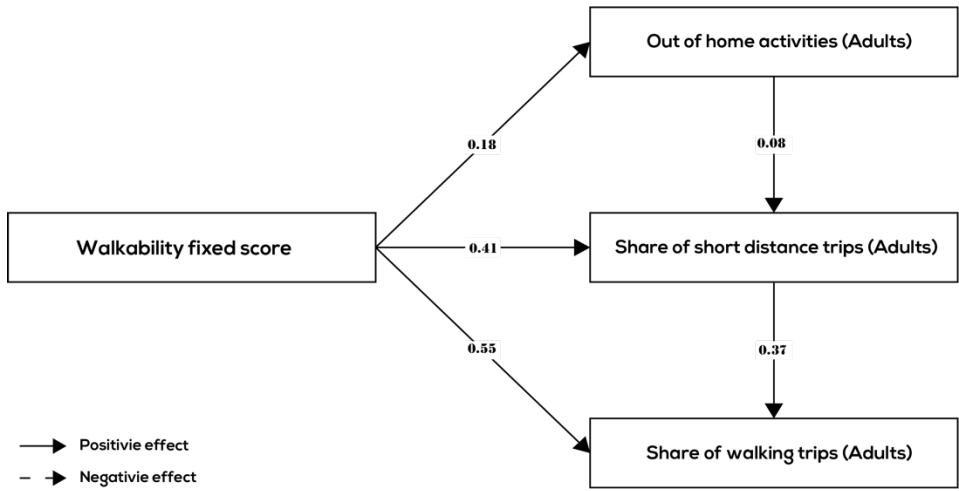 Out of home activities (Adults)
0.18
0.08
Walkability fixed score
0.41
Share of short distance trips (Adults)
0.55
0.37
Positivie effect
Share of walking trips (Adults)
Negativie effect